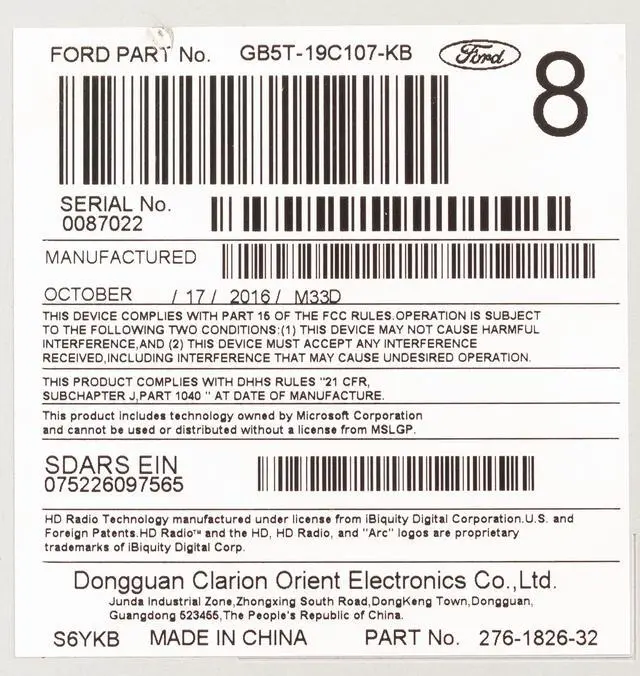 FORD PART No. GB5T-19C107-KB Ford 8
SERIAL No.
0087022
MANUFACTURED
OCTOBER / 17 / 2016 / M33D
THIS DEVICE COMPLIES WITH PART 15 OF THE FCC RULES.OPERATION IS SUBJECT
TO THE FOLLOWING TWO CONDITIONS:(1) THIS DEVICE MAY NOT CAUSE HARMFUL
INTERFERENCE,AND (2) THIS DEVICE MUST ACCEPT ANY INTERFERENCE
RECEIVED,INCLUDING INTERFERENCE THAT MAY CAUSE UNDESIRED OPERATION.
THIS PRODUCT COMPLIES WITH DHHS RULES "21 CFR,
SUBCHAPTER J,PART 1040 " AT DATE OF MANUFACTURE.
This product includes technology owned by Microsoft Corporation
and cannot be used or distributed without a license from MSLGP.
SDARS EIN
075226097565
HD Radio Technology manufactured under license from iBiquity Digital Corporation.U.S. and
Foreign Patents.HD Radio™ and the HD, HD Radio, and "Arc" logos are proprietary
trademarks of iBiquity Digital Corp.
Dongguan Clarion Orient Electronics Co.,Ltd.
Junda Industrial Zone,Zhongxing South Road,DongKeng Town,Dongguan,
Guangdong 523455,The People's Republic of China.
S6YKB MADE IN CHINA PART No. 276-1826-32